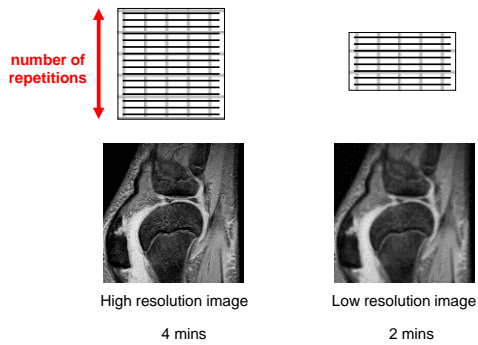 number of
repetitions
High resolution image
Low resolution image
4 mins
2 mins